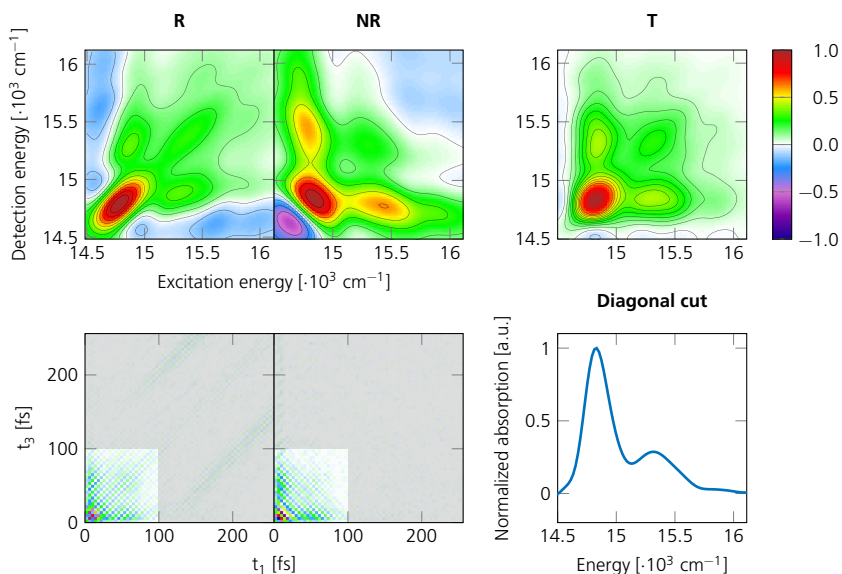 R NR T
Detection energy [·10³ cm⁻¹]
16
15.5
15
14.5
14.5 15 15.5 16 15 15.5 16
Excitation energy [·10³ cm⁻¹]
15 15.5 16
1.0
0.5
0.0
−0.5
−1.0
t₃ [fs]
200
100
0
0 100 200 0 100 200
t₁ [fs]
Diagonal cut
Normalized absorption [a.u.]
1
0.5
0
14.5 15 15.5 16
Energy [·10³ cm⁻¹]